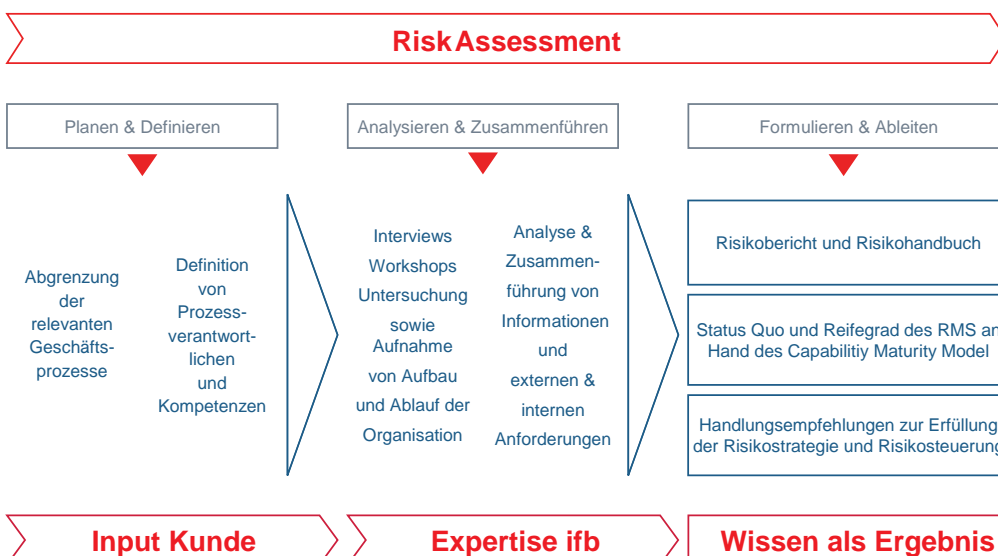 Risk Assessment
Planen & Definieren
Analysieren & Zusammenführen
Formulieren & Ableiten
Abgrenzung
der
relevanten
Geschäfts-
prozesse
Definition
von
Prozess-
verantwort-
lichen
und
Kompetenzen
Interviews
Workshops
Untersuchung
sowie
Aufnahme
von Aufbau
und Ablauf der
Organisation
Analyse &
Zusammen-
führung von
Informationen
und
externen &
internen
Anforderungen
Risikobericht und Risikohandbuch
Status Quo und Reifegrad des RMS an
Hand des Capabilitiy Maturity Model
Handlungsempfehlungen zur Erfüllung
der Risikostrategie und Risikosteuerung
Input Kunde
Expertise ifb
Wissen als Ergebnis